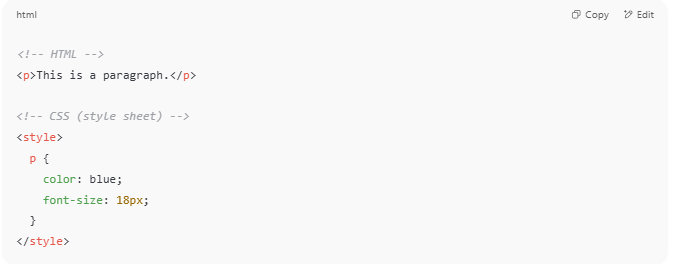 html
Copy
Edit
<!-- HTML -->
<p>This is a paragraph.</p>
<!-- CSS (style sheet) -->
<style>
p {
color: blue;
font-size: 18px;
}
</style>